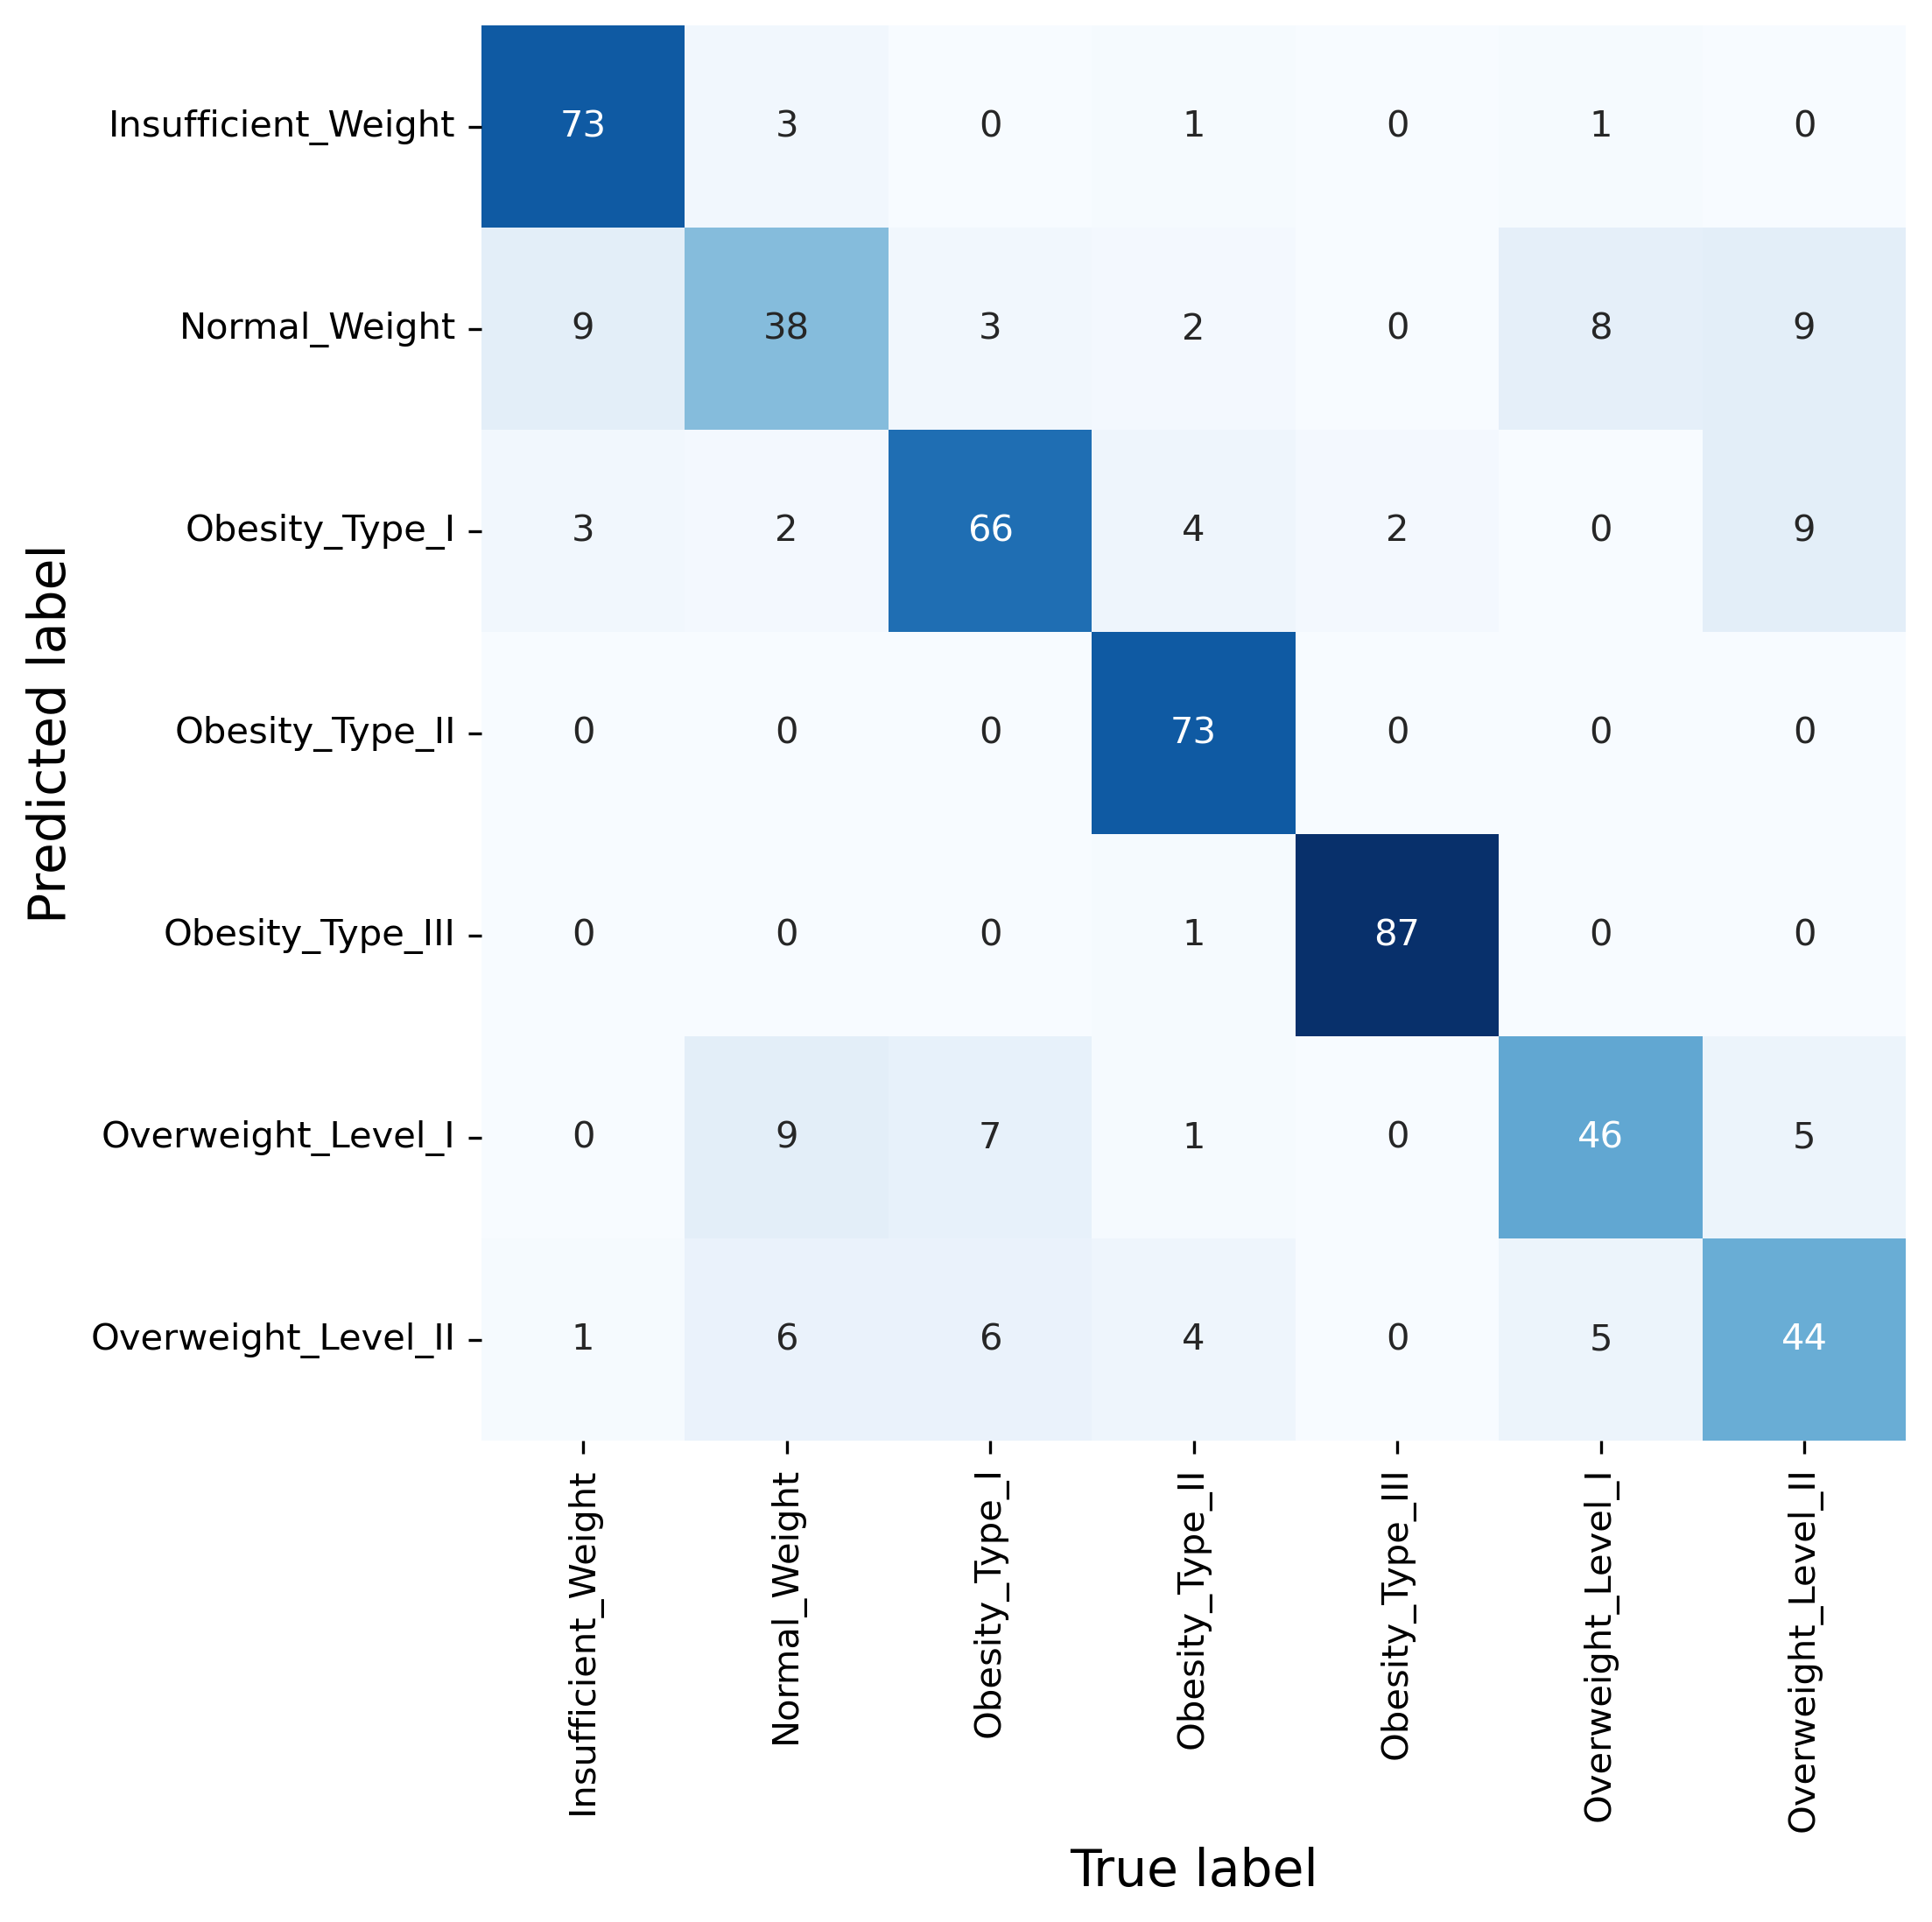 Predicted label
Insufficient_Weight 73 3 0 1 0 1 0
Normal_Weight 9 38 3 2 0 8 9
Obesity_Type_I 3 2 66 4 2 0 9
Obesity_Type_II 0 0 0 73 0 0 0
Obesity_Type_III 0 0 0 1 87 0 0
Overweight_Level_I 0 9 7 1 0 46 5
Overweight_Level_II 1 6 6 4 0 5 44
Insufficient_Weight
Normal_Weight
Obesity_Type_I
Obesity_Type_II
Obesity_Type_III
Overweight_Level_I
Overweight_Level_II
True label